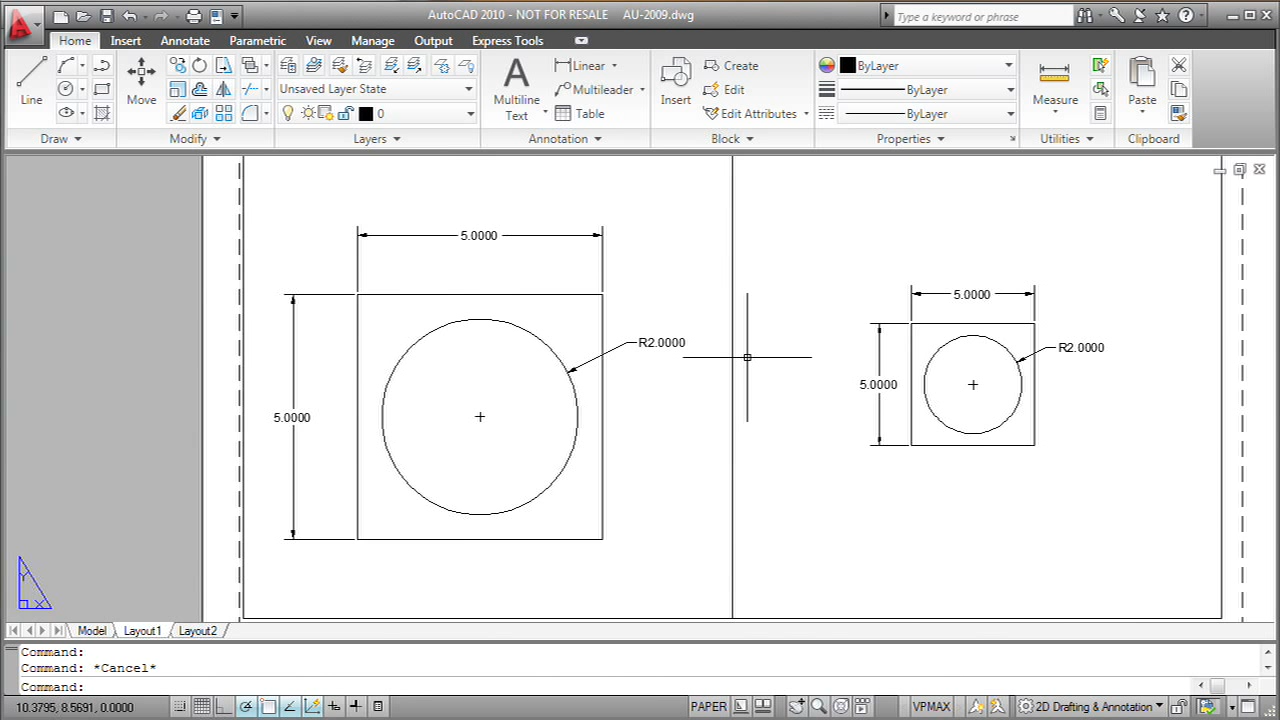 AutoCAD 2010 - NOT FOR RESALE AU-2009.dwg
Type a keyword or phrase
Home Insert Annotate Parametric View Manage Output Express Tools
Line
Move
Unsaved Layer State
0
Multiline
Text
Linear
Multileader
Table
Insert
Create
Edit
Edit Attributes
ByLayer
ByLayer
ByLayer
Measure
Paste
Draw Modify Layers Annotation Block Properties Utilities Clipboard
5.0000
R2.0000
5.0000
5.0000
R2.0000
5.0000
Y
X
Model Layout1 Layout2
Command:
Command: *Cancel*
Command:
10.3795, 8.5691, 0.0000
PAPER
VPMAX
2D Drafting & Annotation